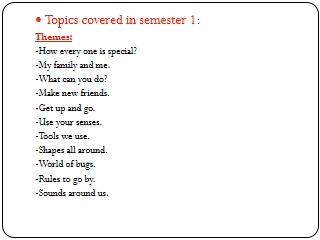 • Topics covered in semester 1:
Themes:
-How every one is special?
-My family and me.
-What can you do?
-Make new friends.
-Get up and go.
-Use your senses.
-Tools we use.
-Shapes all around.
-World of bugs.
-Rules to go by.
-Sounds around us.